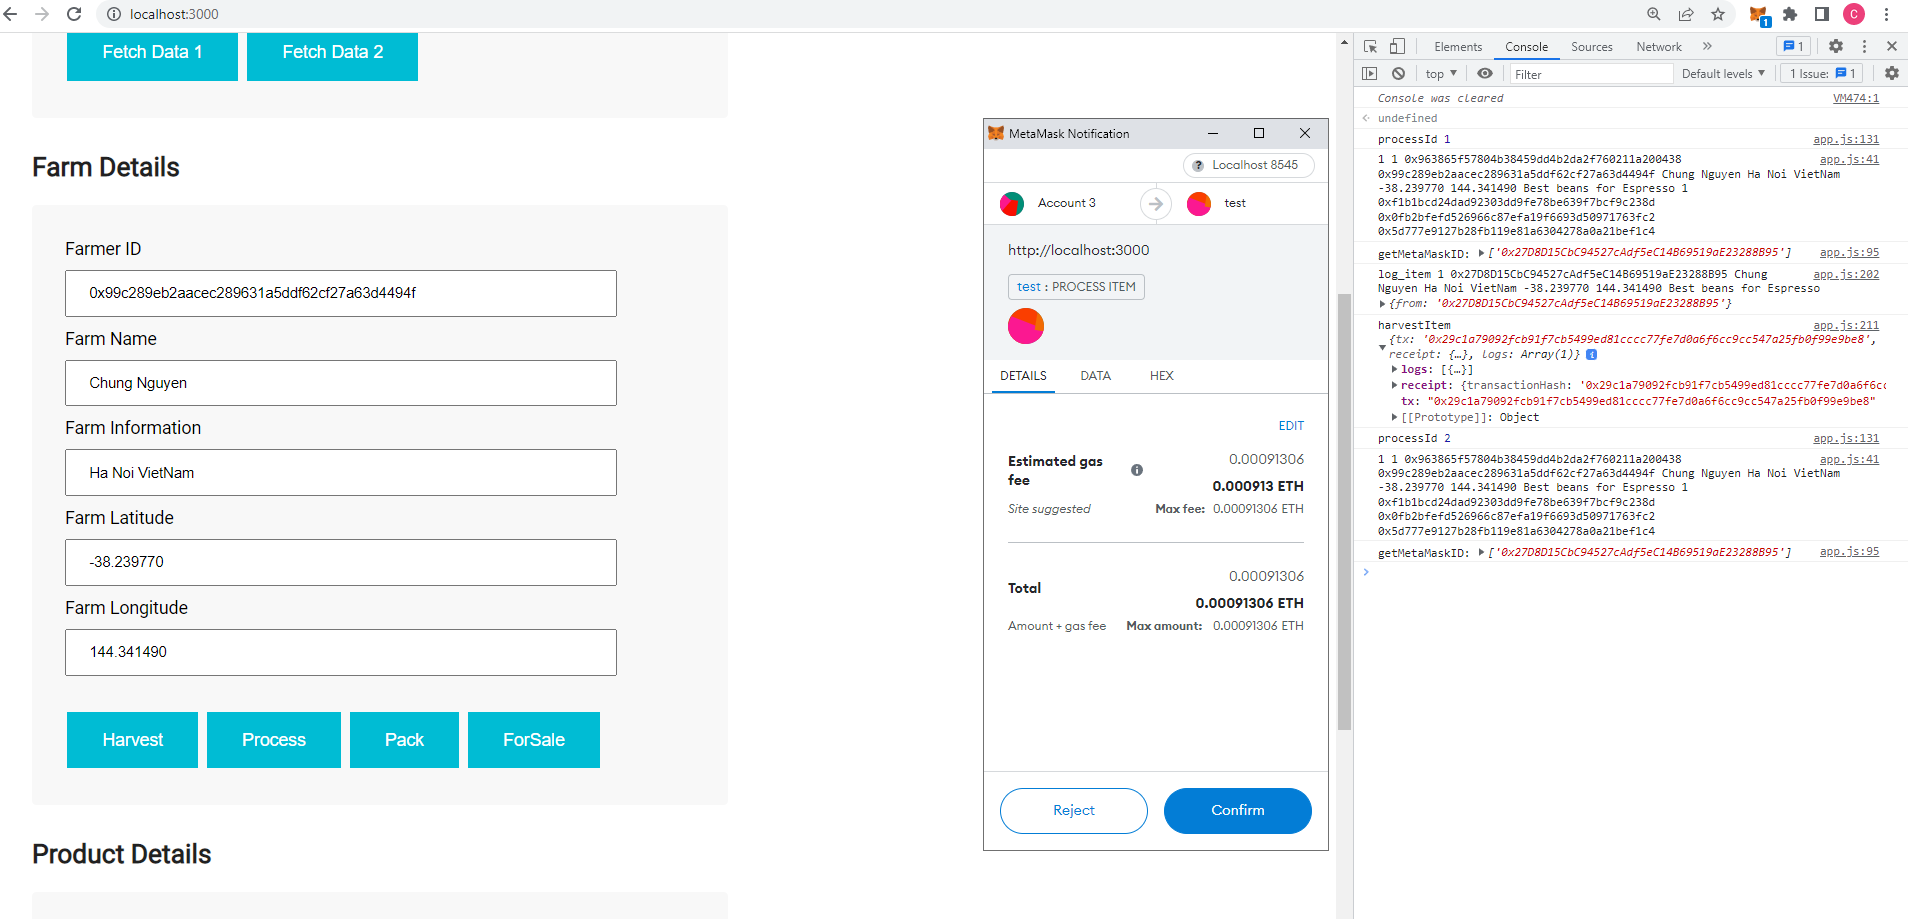 localhost:3000
1
C
Fetch Data 1
Fetch Data 2
Farm Details
Farmer ID
0x99c289eb2aacec289631a5ddf62cf27a63d4494f
Farm Name
Chung Nguyen
Farm Information
Ha Noi VietNam
Farm Latitude
-38.239770
Farm Longitude
144.341490
Harvest
Process
Pack
ForSale
Product Details
MetaMask Notification
Localhost 8545
Account 3
test
http://localhost:3000
test : PROCESS ITEM
DETAILS
DATA
HEX
EDIT
Estimated gas
fee
0.00091306
0.000913 ETH
Site suggested
Max fee: 0.00091306 ETH
0.00091306
Total
0.00091306 ETH
Amount + gas fee
Max amount: 0.00091306 ETH
Reject
Confirm
Elements
Console
Sources
Network
»
1
top
Filter
Default levels
1 Issue: 1
Console was cleared VM474:1
undefined
processId 1 app.js:131
1 1 0x963865f57804b38459dd4b2da2f760211a200438 app.js:41
0x99c289eb2aacec289631a5ddf62cf27a63d4494f Chung Nguyen Ha Noi VietNam
-38.239770 144.341490 Best beans for Espresso 1
0xf1b1bcd24dad92303dd9fe78be639f7bcf9c238d
0x0fb2bfefd526966c87efa19f6693d50971763fc2
0x5d777e9127b28fb119e81a6304278a0a21bef1c4
getMetaMaskID: ▶['0x27D8D15CbC94527cAdf5eC14B69519aE23288B95'] app.js:95
log_item 1 0x27D8D15CbC94527cAdf5eC14B69519aE23288B95 Chung app.js:202
Nguyen Ha Noi VietNam -38.239770 144.341490 Best beans for Espresso
▶{from: '0x27D8D15CbC94527cAdf5eC14B69519aE23288B95'}
harvestItem app.js:211
{tx: '0x29c1a79092fcb91f7cb5499ed81cccc77fe7d0a6f6cc9cc547a25fb0f99e9be8',
▼receipt: {…}, logs: Array(1)} i
▶logs: [{…}]
▶receipt: {transactionHash: '0x29c1a79092fcb91f7cb5499ed81cccc77fe7d0a6f6cc
tx: "0x29c1a79092fcb91f7cb5499ed81cccc77fe7d0a6f6cc9cc547a25fb0f99e9be8"
▶[[Prototype]]: Object
processId 2 app.js:131
1 1 0x963865f57804b38459dd4b2da2f760211a200438 app.js:41
0x99c289eb2aacec289631a5ddf62cf27a63d4494f Chung Nguyen Ha Noi VietNam
-38.239770 144.341490 Best beans for Espresso 1
0xf1b1bcd24dad92303dd9fe78be639f7bcf9c238d
0x0fb2bfefd526966c87efa19f6693d50971763fc2
0x5d777e9127b28fb119e81a6304278a0a21bef1c4
getMetaMaskID: ▶['0x27D8D15CbC94527cAdf5eC14B69519aE23288B95'] app.js:95